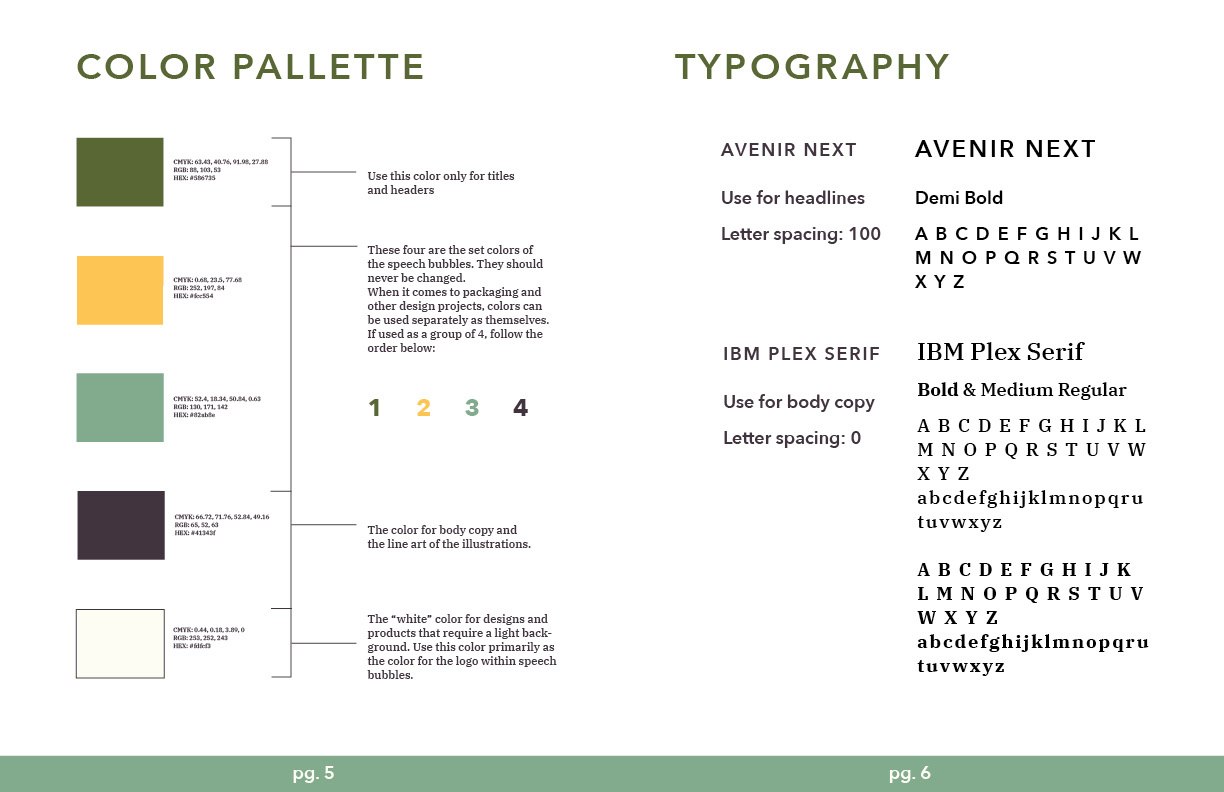 COLOR PALLETTE
CMYK: 63.43, 40.76, 91.98, 27.88
RGB: 88, 103, 53
HEX: #586735
Use this color only for titles
and headers
CMYK: 0.68, 23.5, 77.68
RGB: 252, 197, 84
HEX: #fcc554
These four are the set colors of
the speech bubbles. They should
never be changed.
When it comes to packaging and
other design projects, colors can
be used separately as themselves.
If used as a group of 4, follow the
order below:
CMYK: 52.4, 18.34, 50.84, 0.63
RGB: 130, 171, 142
HEX: #82ab8e
1 2 3 4
CMYK: 66.72, 71.76, 52.84, 49.16
RGB: 65, 52, 63
HEX: #41343f
The color for body copy and
the line art of the illustrations.
CMYK: 0.44, 0.18, 3.89, 0
RGB: 253, 252, 243
HEX: #fdfcf3
The “white” color for designs and
products that require a light back-
ground. Use this color primarily as
the color for the logo within speech
bubbles.
pg. 5
TYPOGRAPHY
AVENIR NEXT
Use for headlines
Letter spacing: 100
AVENIR NEXT
Demi Bold
A B C D E F G H I J K L
M N O P Q R S T U V W
X Y Z
IBM PLEX SERIF
Use for body copy
Letter spacing: 0
IBM Plex Serif
Bold & Medium Regular
A B C D E F G H I J K L
M N O P Q R S T U V W
X Y Z
abcdefghijklmnopqru
tuvwxyz
A B C D E F G H I J K
L M N O P Q R S T U V
W X Y Z
abcdefghijklmnopqru
tuvwxyz
pg. 6